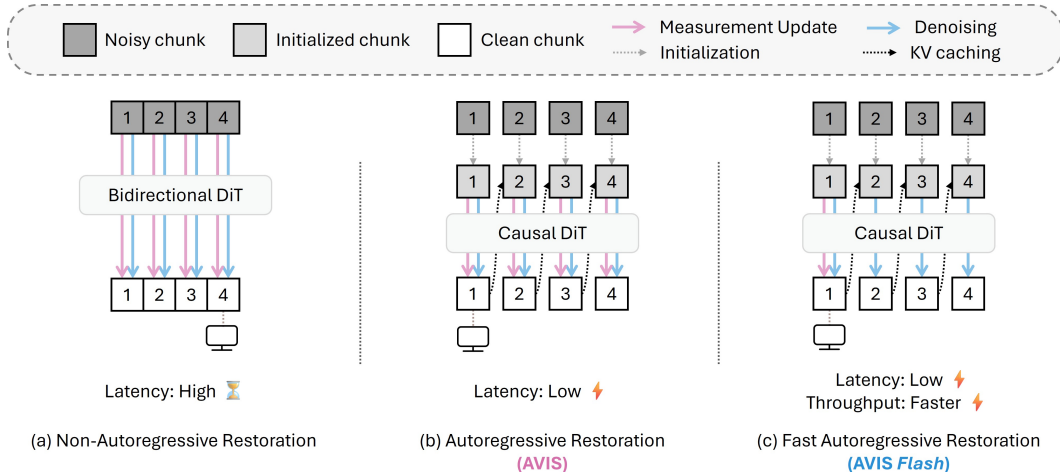 Noisy chunk
Initialized chunk
Clean chunk
Measurement Update
Denoising
Initialization
KV caching
1 2 3 4
Bidirectional DiT
1 2 3 4
Latency: High
(a) Non-Autoregressive Restoration
1 2 3 4
1 2 3 4
Causal DiT
1 2 3 4
Latency: Low
(b) Autoregressive Restoration
(AVIS)
1 2 3 4
1 2 3 4
Causal DiT
1 2 3 4
Latency: Low
Throughput: Faster
(c) Fast Autoregressive Restoration
(AVIS Flash)